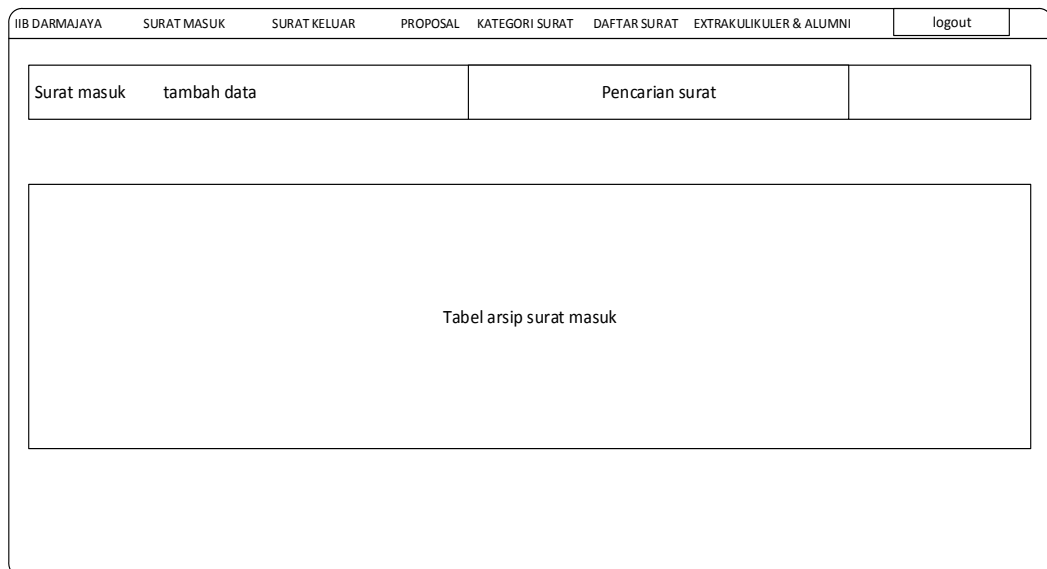 IIB DARMAJAYA SURAT MASUK SURAT KELUAR PROPOSAL KATEGORI SURAT DAFTAR SURAT EXTRAKULIKULER & ALUMNI logout
Surat masuk tambah data Pencarian surat
Tabel arsip surat masuk